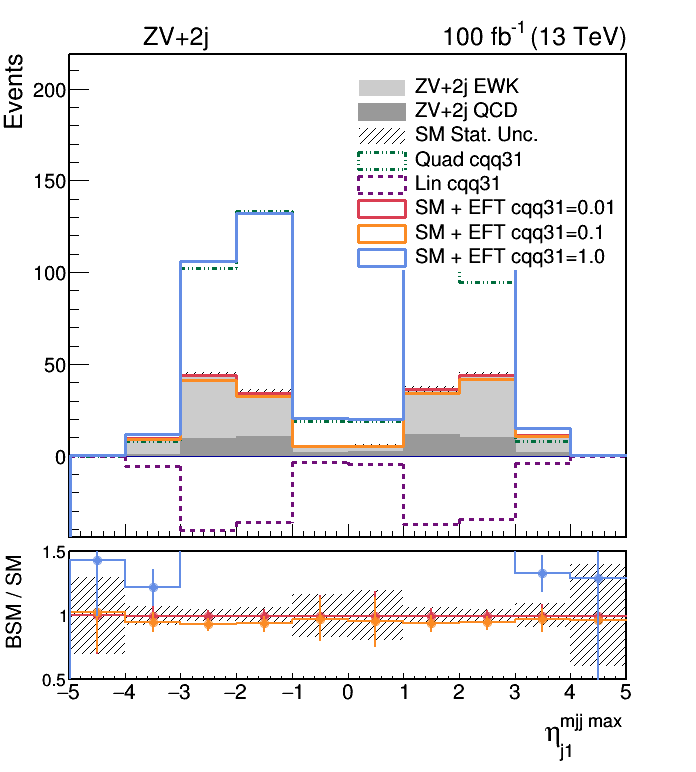 ZV+2j 100 fb-1 (13 TeV)
Events
200
150
100
50
0
ZV+2j EWK
ZV+2j QCD
SM Stat. Unc.
Quad cqq31
Lin cqq31
SM + EFT cqq31=0.01
SM + EFT cqq31=0.1
SM + EFT cqq31=1.0
BSM / SM
1.5
1
0.5
−5 −4 −3 −2 −1 0 1 2 3 4 5
η mjj max j1